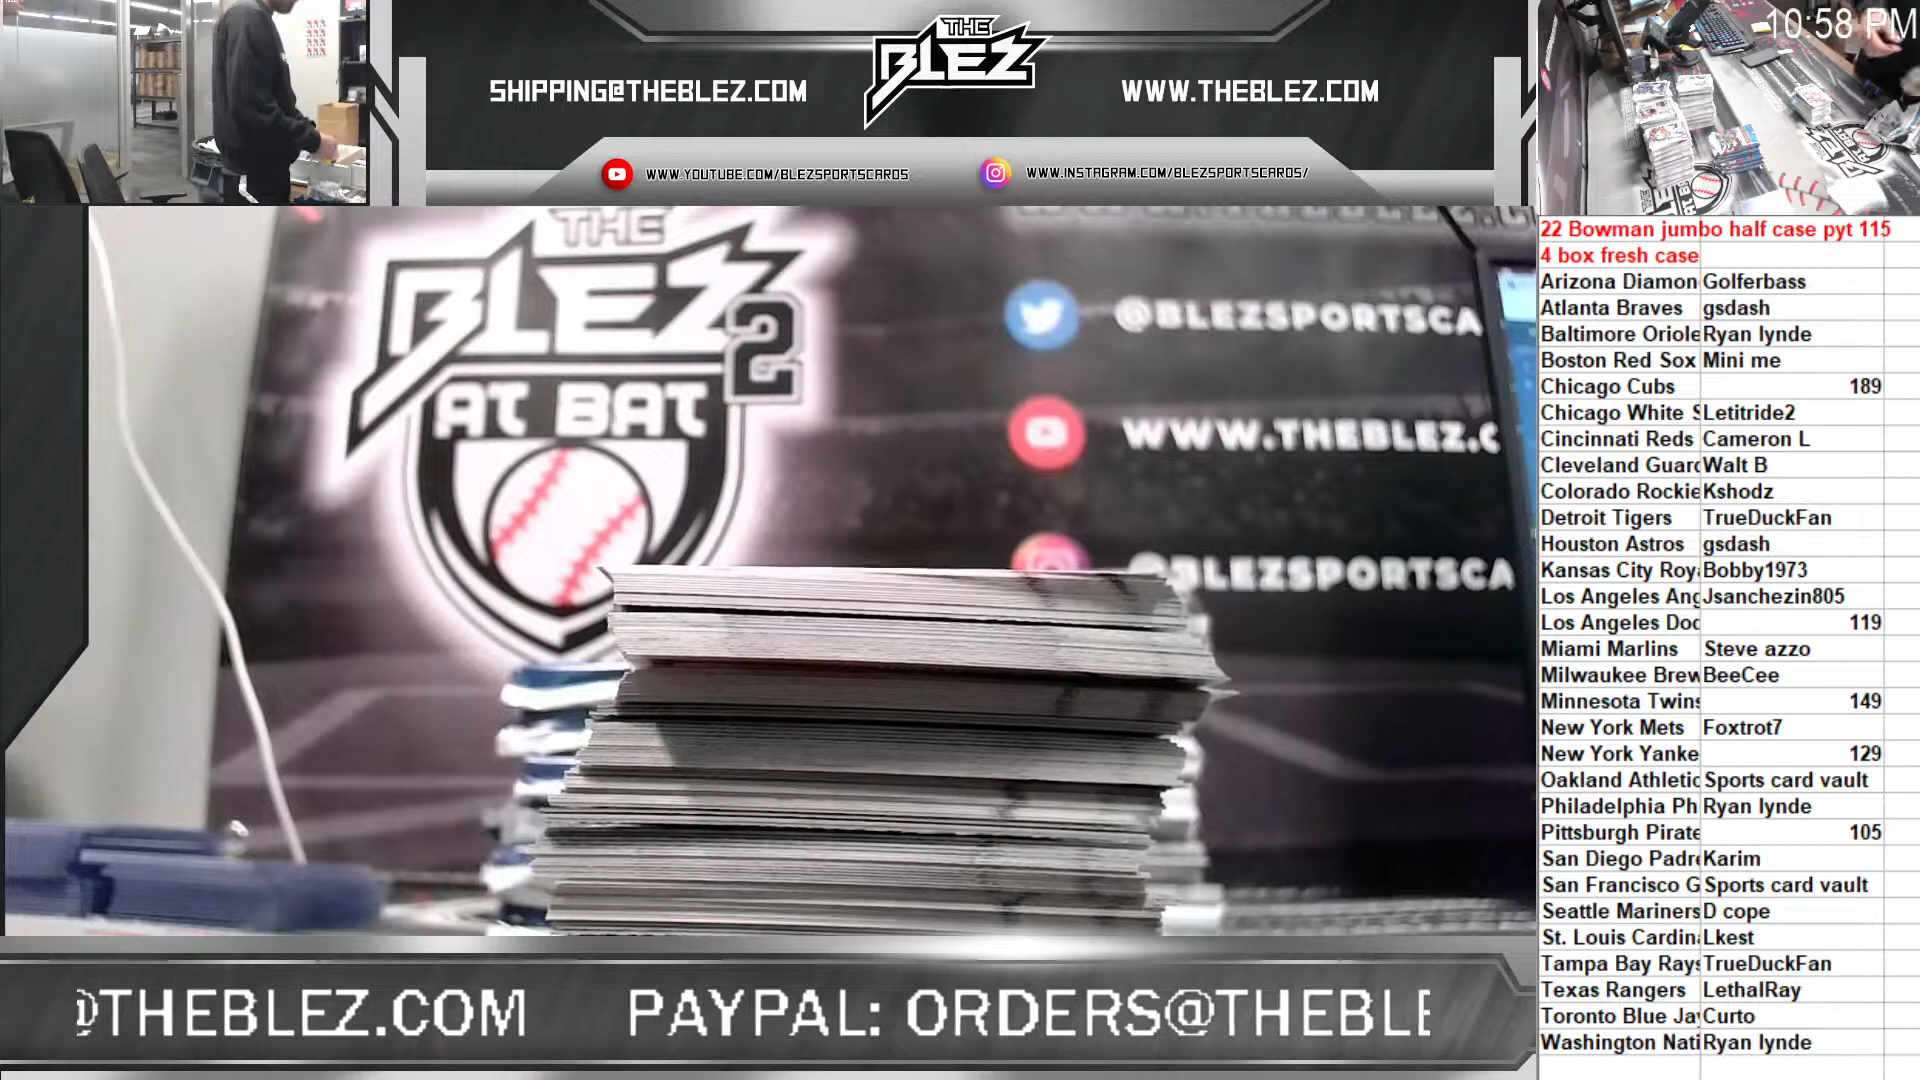 THE
BLEZ
SHIPPING@THEBLEZ.COM
WWW.THEBLEZ.COM
WWW.YOUTUBE.COM/BLEZSPORTSCARDS
WWW.INSTAGRAM.COM/BLEZSPORTSCARDS/
10:58 PM
THE
BLEZ
2
AT BAT
@BLEZSPORTSCA
WWW.THEBLEZ.C
@BLEZSPORTSCA
22 Bowman jumbo half case pyt 115
4 box fresh case
Arizona Diamon Golferbass
Atlanta Braves gsdash
Baltimore Oriole Ryan lynde
Boston Red Sox Mini me
Chicago Cubs 189
Chicago White S Letitride2
Cincinnati Reds Cameron L
Cleveland Guard Walt B
Colorado Rockie Kshodz
Detroit Tigers TrueDuckFan
Houston Astros gsdash
Kansas City Roya Bobby1973
Los Angeles Ang Jsanchezin805
Los Angeles Dod 119
Miami Marlins Steve azzo
Milwaukee Brew BeeCee
Minnesota Twins 149
New York Mets Foxtrot7
New York Yanke 129
Oakland Athletic Sports card vault
Philadelphia Ph Ryan lynde
Pittsburgh Pirate 105
San Diego Padre Karim
San Francisco G Sports card vault
Seattle Mariners D cope
St. Louis Cardina Lkest
Tampa Bay Rays TrueDuckFan
Texas Rangers LethalRay
Toronto Blue Jay Curto
Washington Nati Ryan lynde
@THEBLEZ.COM PAYPAL: ORDERS@THEBLE